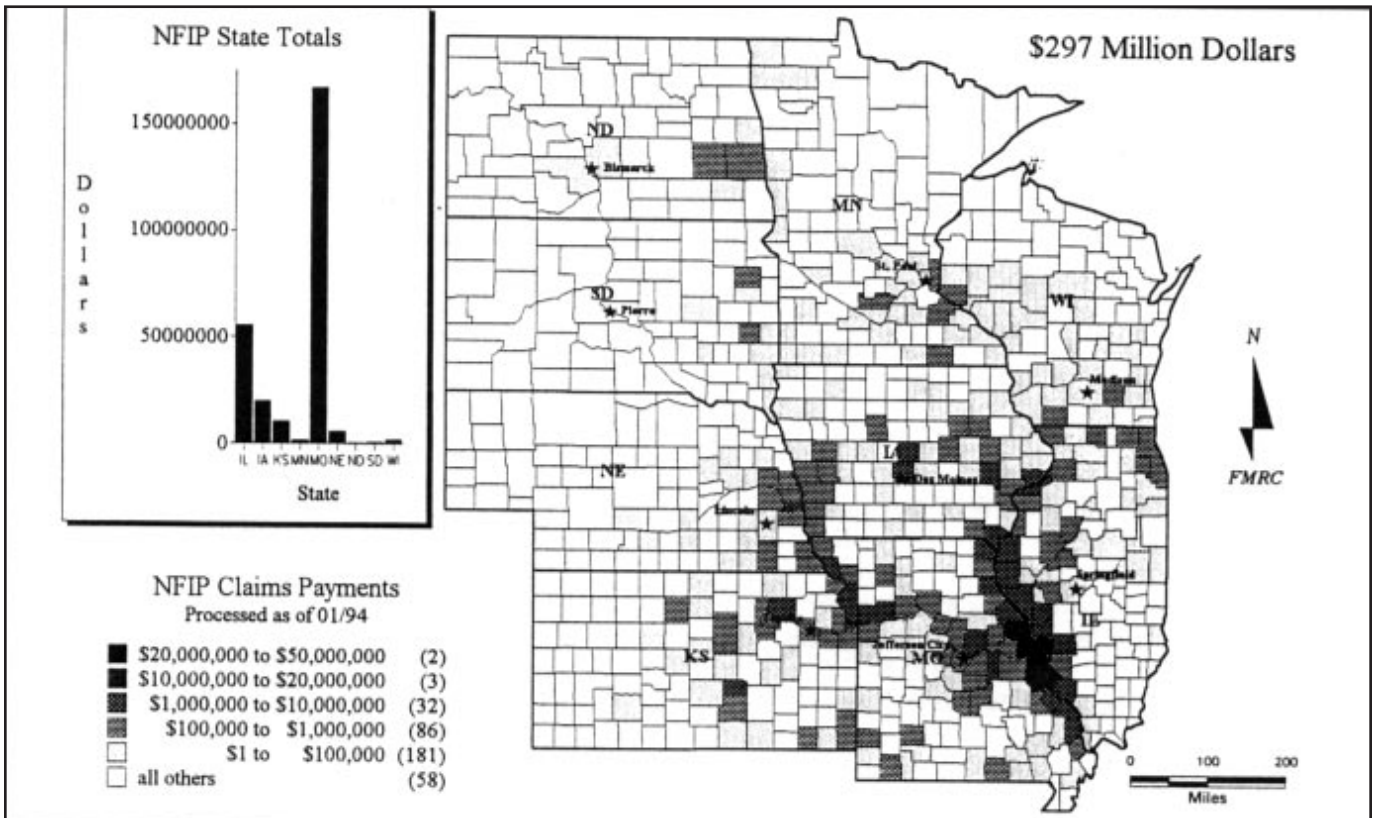 NFIP State Totals
Dollars
150000000
100000000
50000000
0
IL IA KS MN MO NE ND SD WI
State
$297 Million Dollars
ND
Bismarck
MN
St. Paul
SD
Pierre
WI
Madison
N
FMRC
NE
Lincoln
IA
Des Moines
Springfield
IL
KS
Jefferson City
MO
0 100 200
Miles
NFIP Claims Payments
Processed as of 01/94
$20,000,000 to $50,000,000 (2)
$10,000,000 to $20,000,000 (3)
$1,000,000 to $10,000,000 (32)
$100,000 to $1,000,000 (86)
$1 to $100,000 (181)
all others (58)